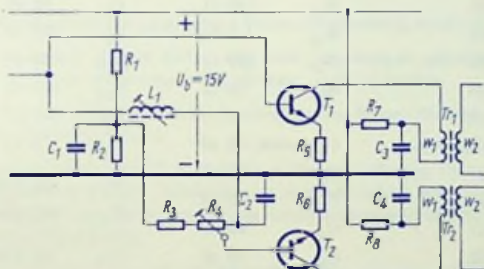 +
R1
L1
Ub=15V
T1
R7
Tr1
w1
w2
C1
R2
R5
C3
−
R3
R4
C2
R6
C4
w1
w2
Tr2
T2
R8